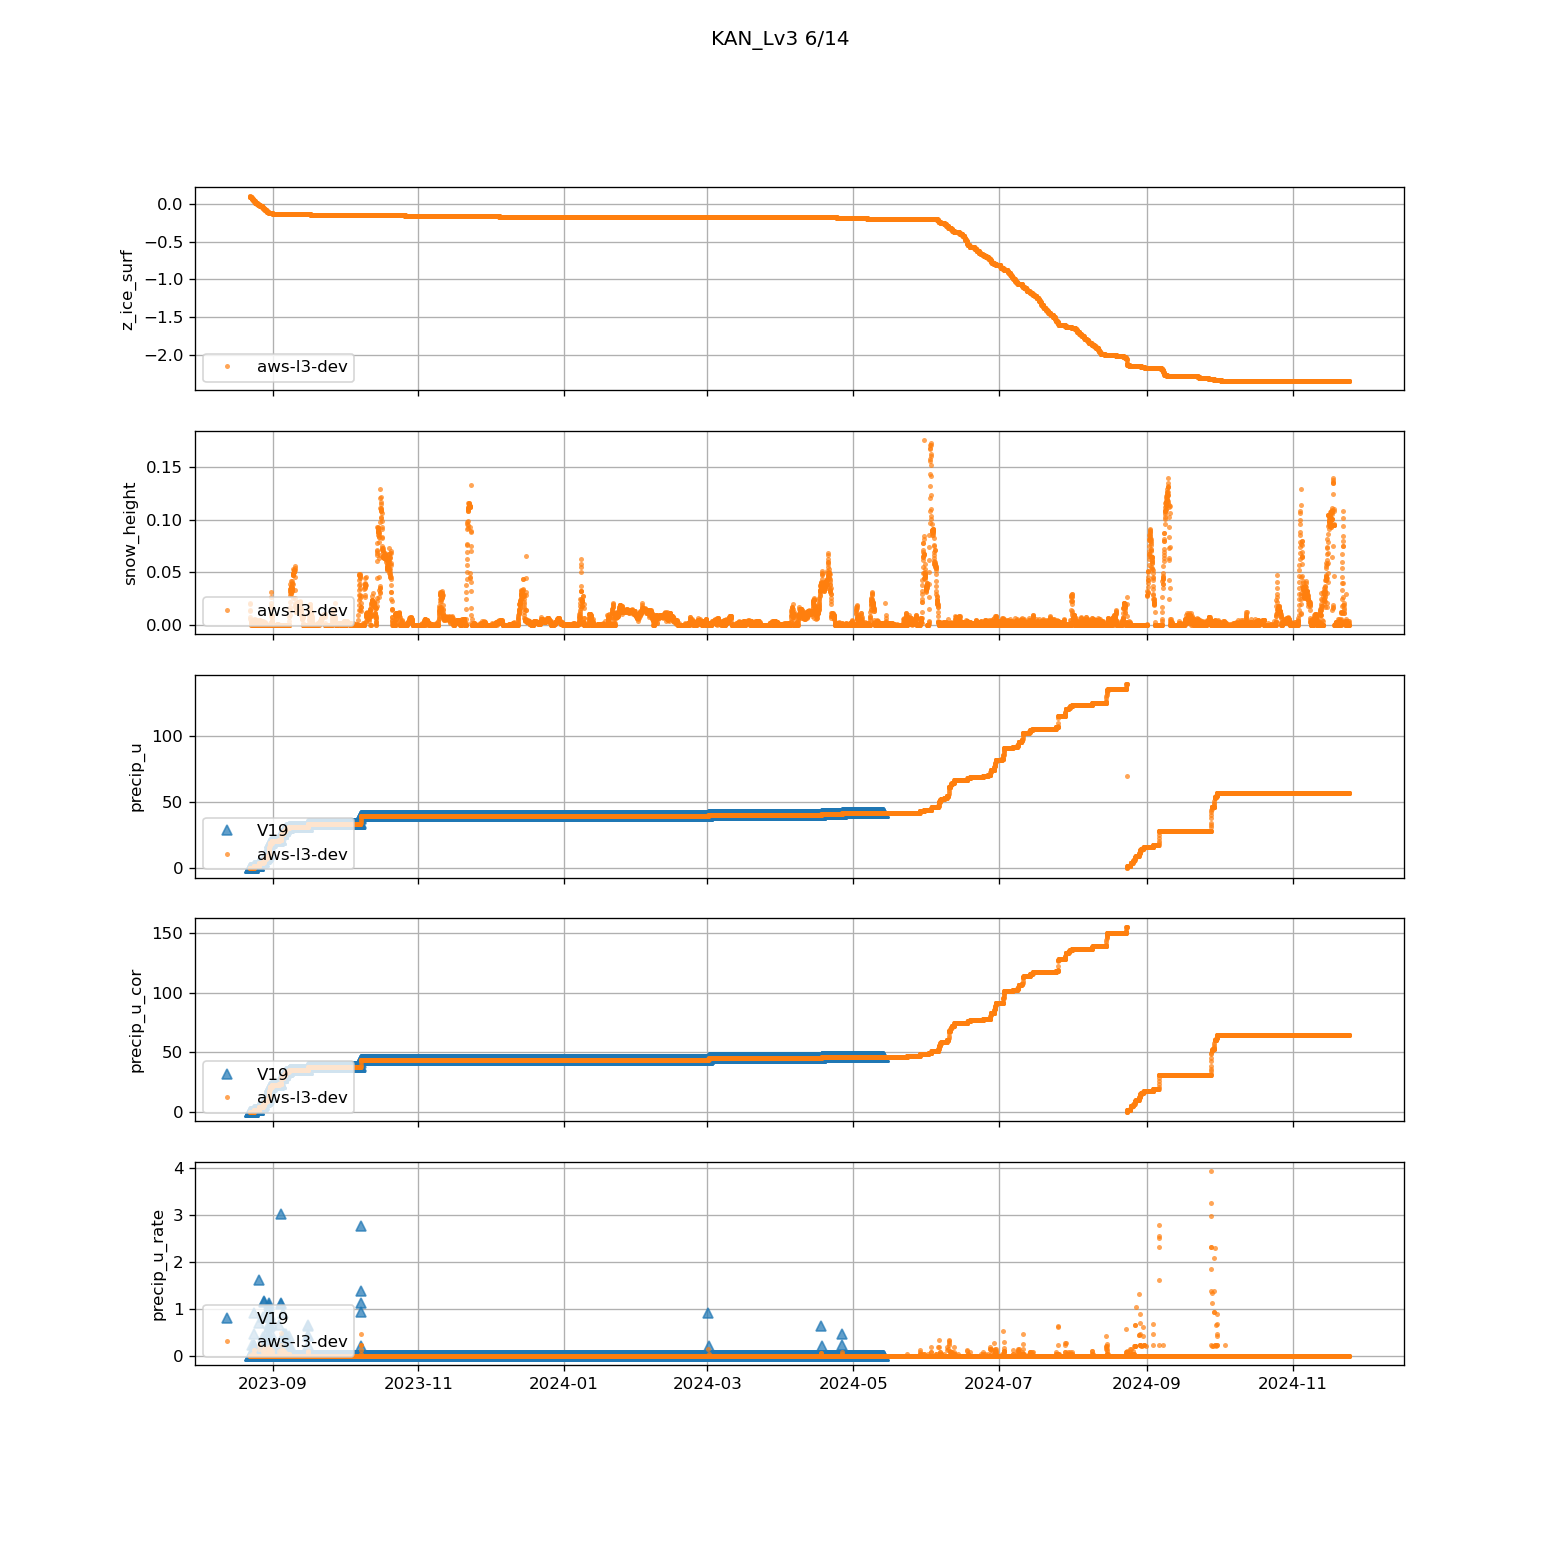 KAN_Lv3 6/14
0.0
−0.5
−1.0
−1.5
−2.0
z_ice_surf
aws-l3-dev
0.15
0.10
0.05
0.00
snow_height
aws-l3-dev
100
50
0
precip_u
V19
aws-l3-dev
150
100
50
0
precip_u_cor
V19
aws-l3-dev
4
3
2
1
0
precip_u_rate
V19
aws-l3-dev
2023-09 2023-11 2024-01 2024-03 2024-05 2024-07 2024-09 2024-11